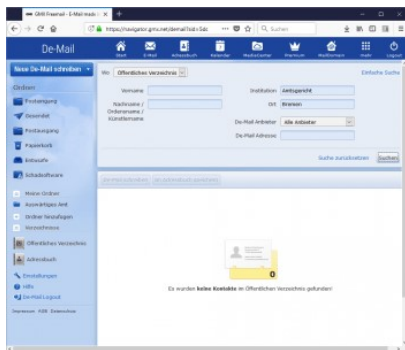 GMX Freemail - E-Mail made
https://navigator.gmx.net/demail?sid=5dc
Suchen
De-Mail
Start
E-Mail
Adressbuch
Kalender
MediaCenter
Premium
MailDomain
mehr
Logout
Neue De-Mail schreiben
Wo: Öffentliches Verzeichnis
Einfache Suche
Ordner
Posteingang
Gesendet
Postausgang
Papierkorb
Entwürfe
Schadsoftware
Meine Ordner
Auswärtiges Amt
Ordner hinzufügen
Verzeichnisse
Öffentliches Verzeichnis
Adressbuch
Einstellungen
Hilfe
De-Mail Logout
Impressum AGB Datenschutz
Vorname
Nachname /
Ordensname /
Künstlername
Institution Amtsgericht
Ort Bremen
De-Mail Anbieter Alle Anbieter
De-Mail Adresse
Suche zurücksetzen Suchen
De-Mail schreiben
Im Adressbuch speichern
0
Es wurden keine Kontakte im Öffentlichen Verzeichnis gefunden!